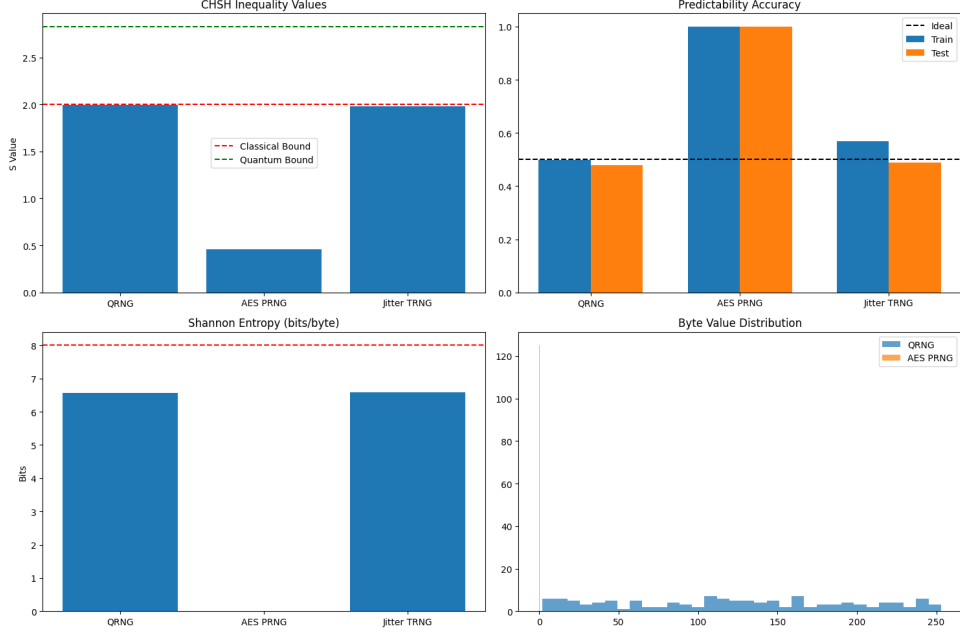 CHSH Inequality Values
S Value
2.5
2.0
1.5
1.0
0.5
0.0
Classical Bound
Quantum Bound
QRNG AES PRNG Jitter TRNG
Predictability Accuracy
1.0
0.8
0.6
0.4
0.2
0.0
Ideal
Train
Test
QRNG AES PRNG Jitter TRNG
Shannon Entropy (bits/byte)
Bits
8
7
6
5
4
3
2
1
0
QRNG AES PRNG Jitter TRNG
Byte Value Distribution
120
100
80
60
40
20
0
QRNG
AES PRNG
0 50 100 150 200 250